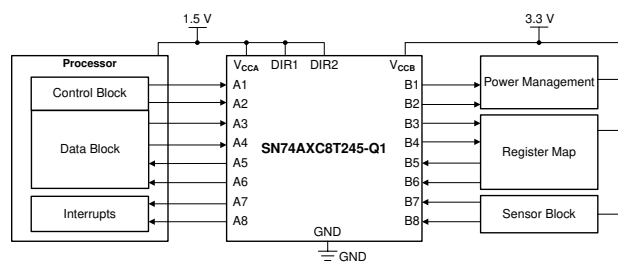 1.5 V
3.3 V
Processor
VCCA
DIR1
DIR2
VCCB
Control Block
Data Block
Interrupts
A1
A2
A3
A4
A5
A6
A7
A8
SN74AXC8T245-Q1
B1
B2
B3
B4
B5
B6
B7
B8
Power Management
Register Map
Sensor Block
GND
GND